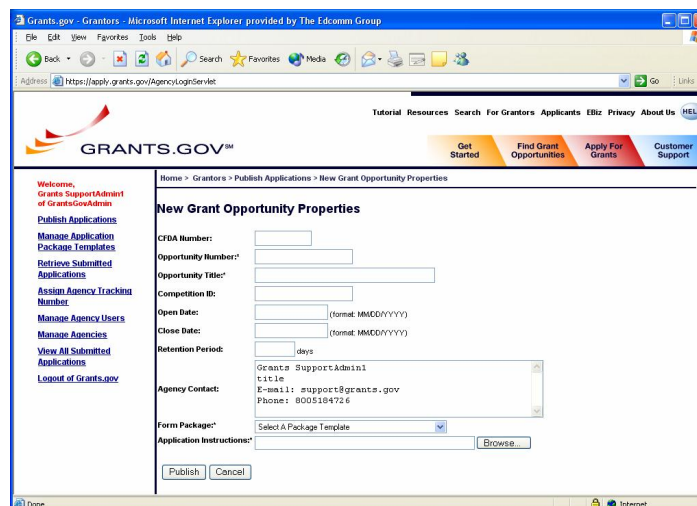 Grants.gov - Grantors - Microsoft Internet Explorer provided by The Edcomm Group
File Edit View Favorites Tools Help
Back Search Favorites Media
Address https://apply.grants.gov/AgencyLoginServlet Go Links
Tutorial Resources Search For Grantors Applicants EBiz Privacy About Us HEL
GRANTS.GOV℠
Get Started
Find Grant Opportunities
Apply For Grants
Customer Support
Welcome,
Grants SupportAdmin1
of GrantsGovAdmin
Publish Applications
Manage Application
Package Templates
Retrieve Submitted
Applications
Assign Agency Tracking
Number
Manage Agency Users
Manage Agencies
View All Submitted
Applications
Logout of Grants.gov
Home > Grantors > Publish Applications > New Grant Opportunity Properties
New Grant Opportunity Properties
CFDA Number:
Opportunity Number:*
Opportunity Title:*
Competition ID:
Open Date: (format: MM/DD/YYYY)
Close Date: (format: MM/DD/YYYY)
Retention Period: days
Agency Contact:
Grants SupportAdmin1
title
E-mail: support@grants.gov
Phone: 8005184726
Form Package:* Select A Package Template
Application Instructions:* Browse...
Publish Cancel
Done Internet